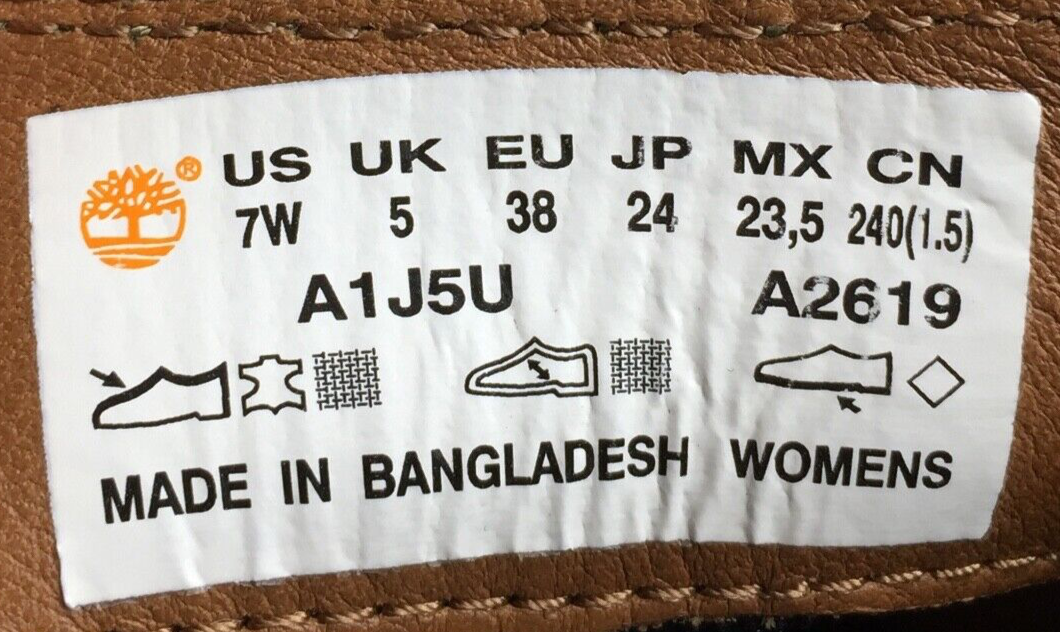 ® US UK EU JP MX CN
7W 5 38 24 23,5 240(1.5)
A1J5U A2619
MADE IN BANGLADESH WOMENS